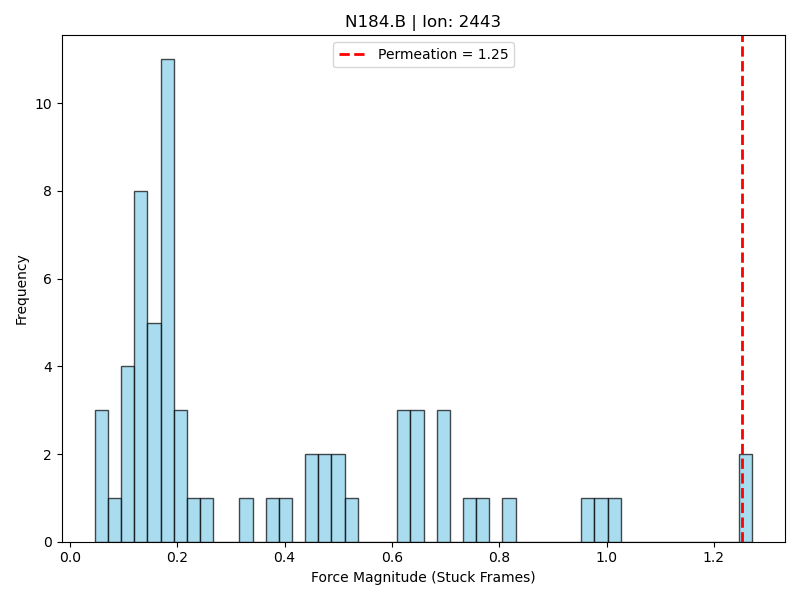 N184.B | Ion: 2443
Permeation = 1.25
10
8
6
4
2
0
Frequency
0.0 0.2 0.4 0.6 0.8 1.0 1.2
Force Magnitude (Stuck Frames)